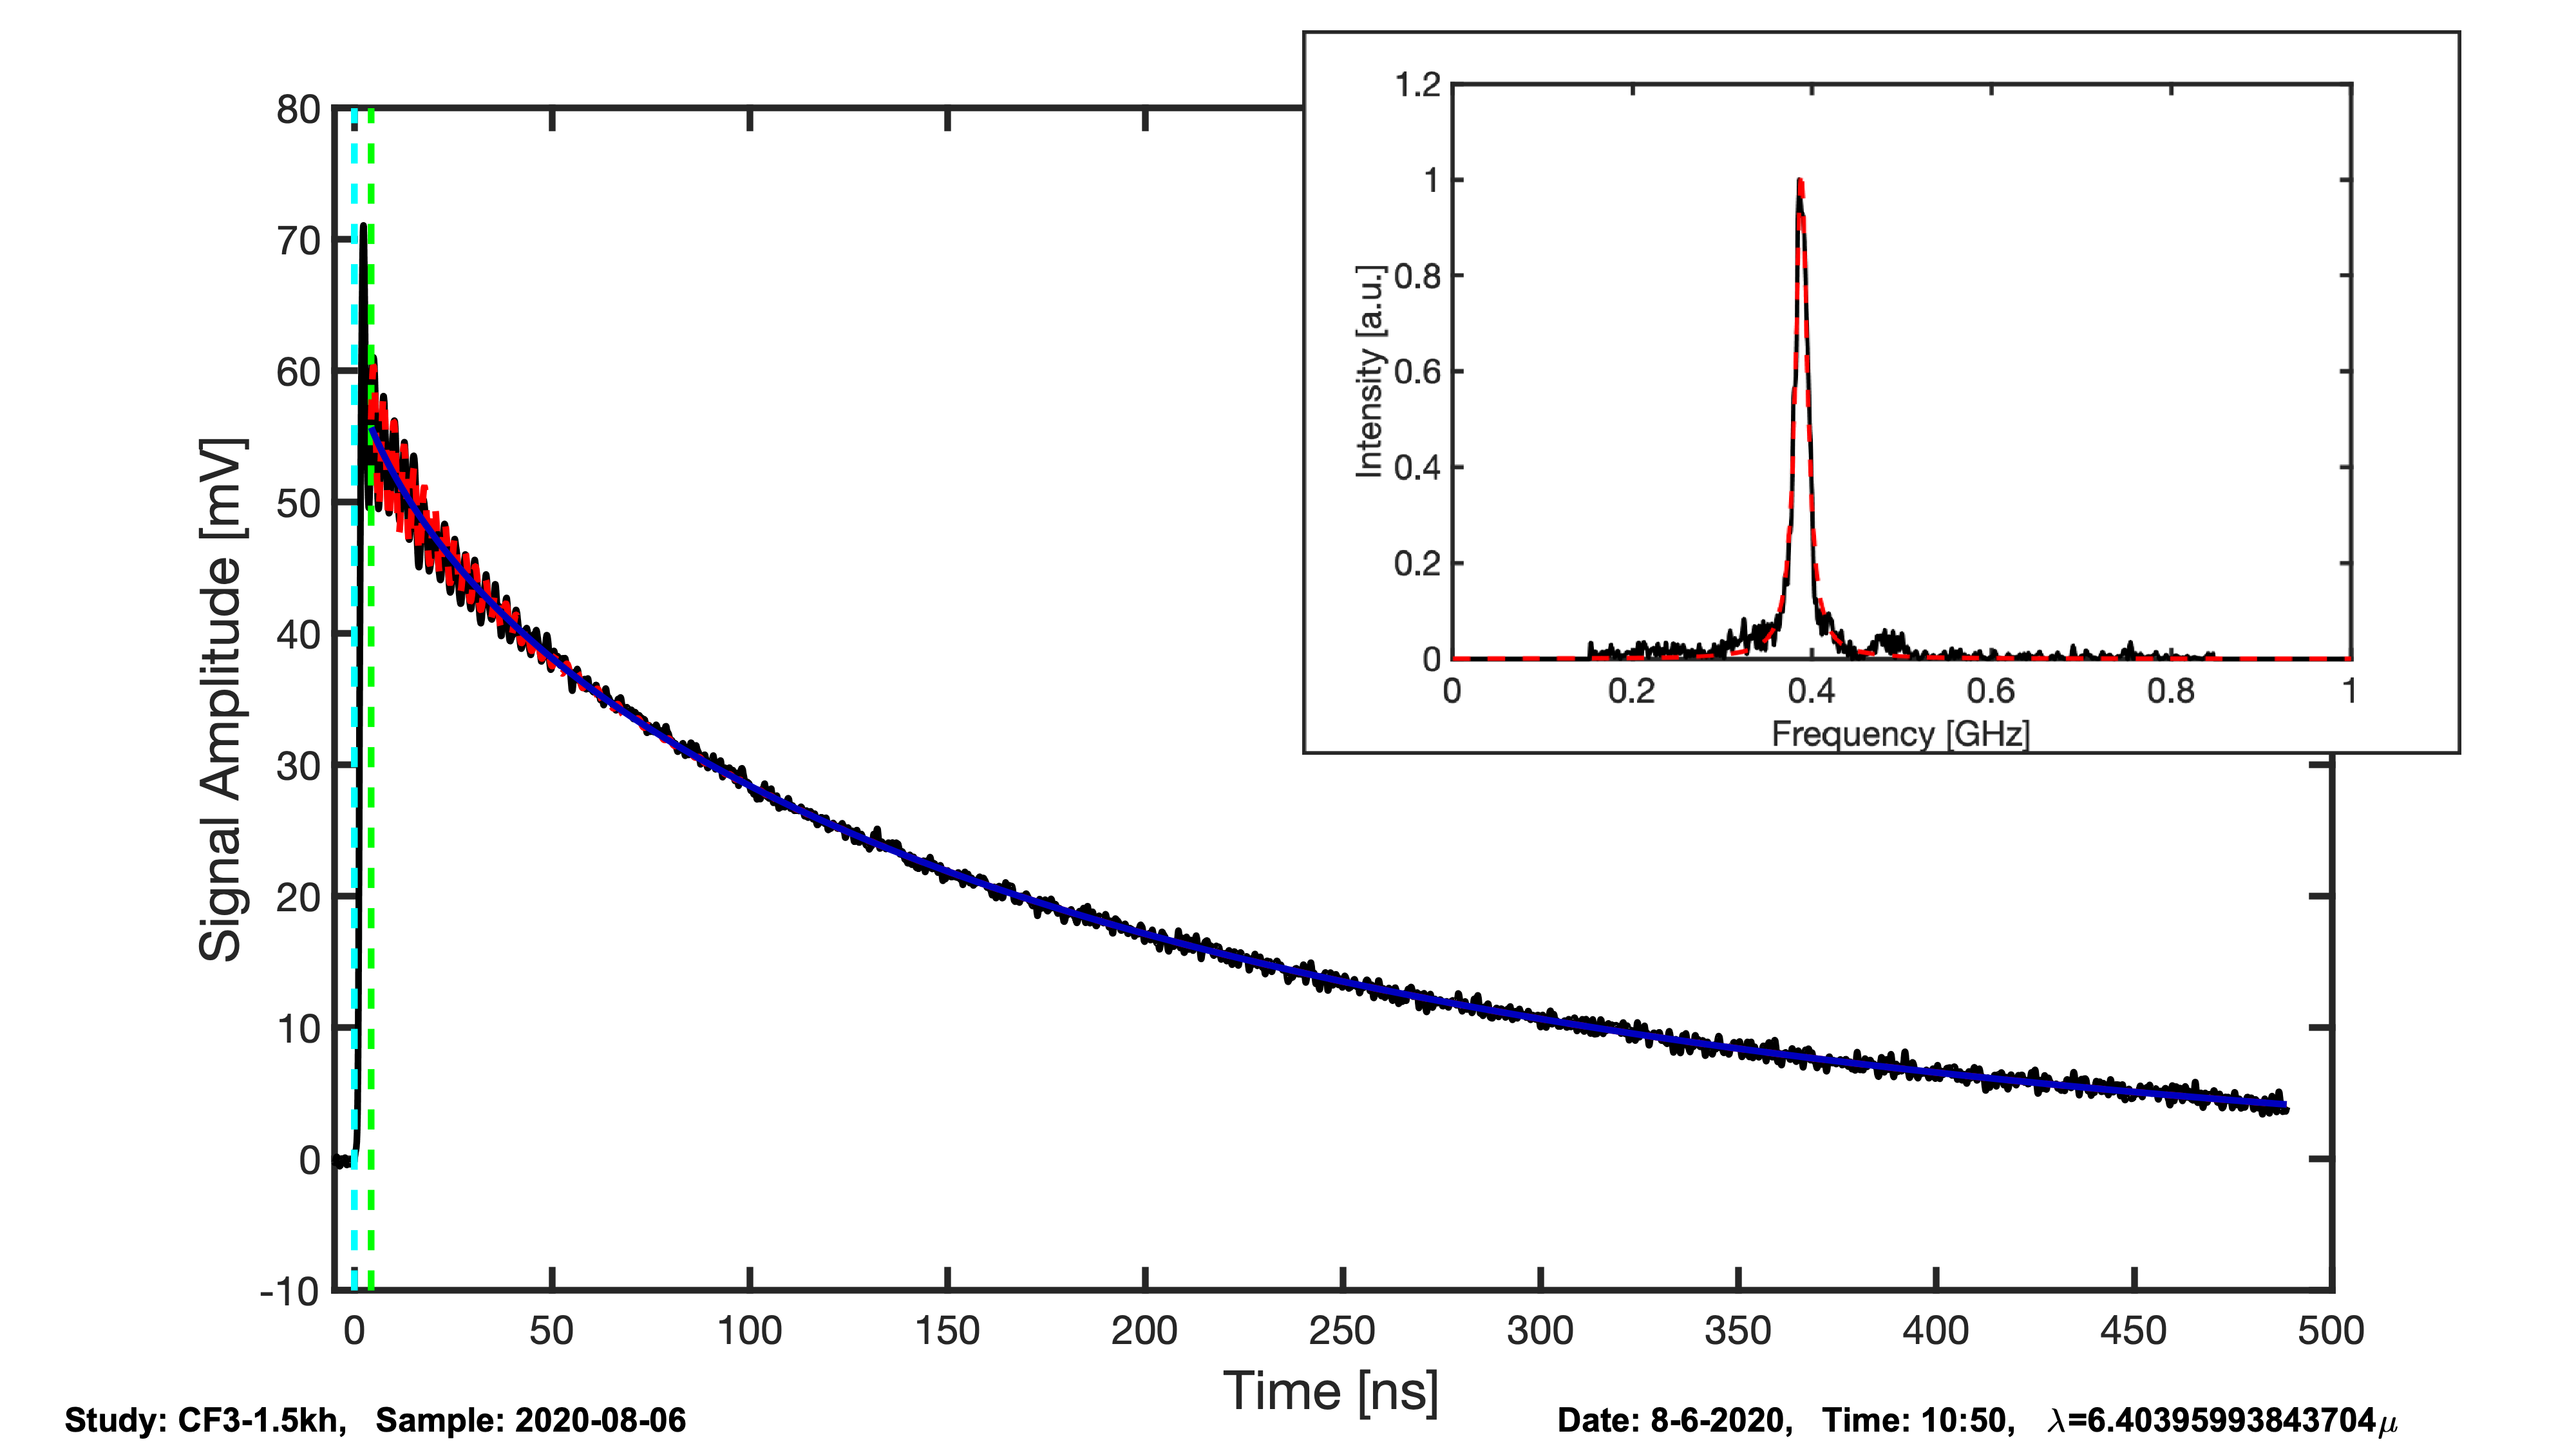 1.2
1
0.8
0.6
0.4
0.2
0
Intensity [a.u.]
0 0.2 0.4 0.6 0.8 1
Frequency [GHz]
80
70
60
50
40
30
20
10
0
-10
Signal Amplitude [mV]
0 50 100 150 200 250 300 350 400 450 500
Time [ns]
Study: CF3-1.5kh, Sample: 2020-08-06
Date: 8-6-2020, Time: 10:50, λ=6.40395993843704μ